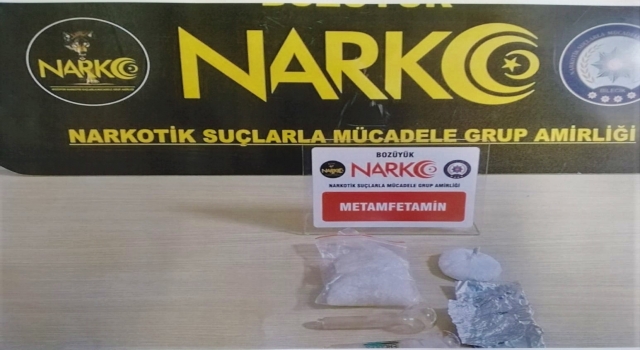 BOZÜYÜK
NARKO
NARKO
NARKOTİK SUÇLARLA MÜCADELE GRUP AMİRLİĞİ
BOZÜYÜK
NARKO
NARKO
NARKOTİK SUÇLARLA MÜCADELE GRUP AMİRLİĞİ
METAMFETAMİN